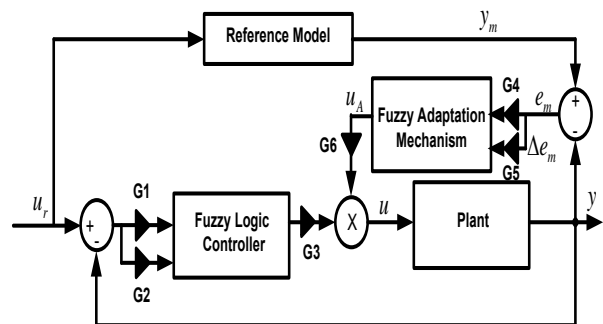 Reference Model
y_m
u_A
Fuzzy Adaptation
Mechanism
G4
e_m
+
-
G6
Δe_m
G5
u_r
+
-
G1
G2
Fuzzy Logic
Controller
G3
X
u
Plant
y